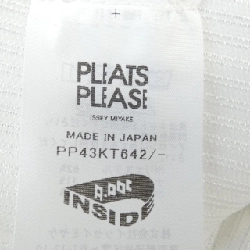 PLEATS
PLEASE
ISSEY MIYAKE
MADE IN JAPAN
PP43KT642/-
A-POC
INSIDE